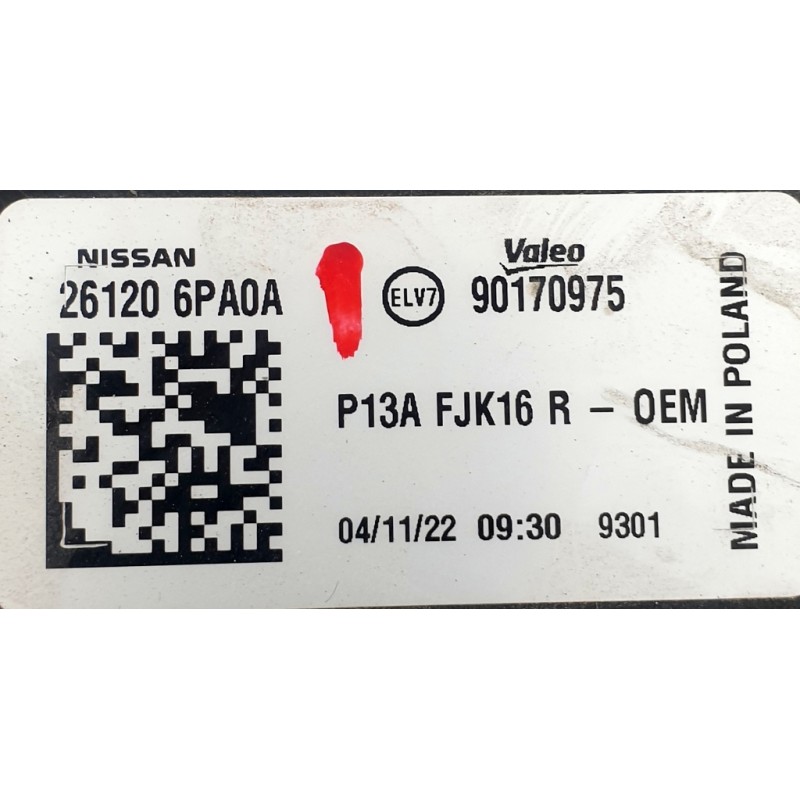 NISSAN
26120 6PA0A
ELV7
Valeo
90170975
P13A FJK16 R – OEM
04/11/22 09:30 9301
MADE IN POLAND